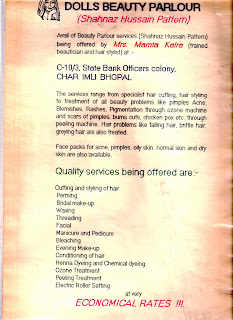 DOLLS BEAUTY PARLOUR
(Shahnaz Hussain Pattern)
Avail of Beauty Parlour services (Shahnaz Hussain Pattern)
being offered by Mrs. Mamta Kelre (trained
beautician and hair stylist) at :-
C-10/3, State Bank Officers colony,
CHAR IMLI BHOPAL
The services range from specialist hair cutting, hair styling
to treatment of all beauty problems like pimples Acne,
Blemishes, Rashes, Pigmentation through ozone machine
and scars of pimples, burns cuts, chicken pox etc. through
peeling machine. Hair problems like falling hair, brittle hair,
greying hair are also treated.
Face packs for acne, pimples, oily skin, normal skin and dry
skin are also available.
Quality services being offered are:-
Cutting and styling of hair
Perming
Bridal make-up
Waxing
Threading
Facial
Manicure and Pedicure
Bleaching
Evening Make-up
Conditioning of hair
Henna Dyeing and Chemical dyeing
Ozone Treatment
Peeling Treatment
Electric Roller Setting
at very
ECONOMICAL RATES !!!.